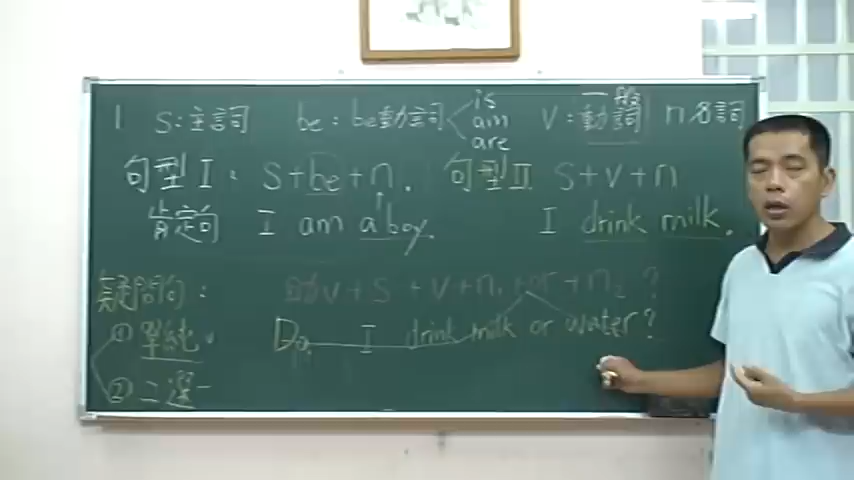 1 S:主詞 be:be動詞 is am are V:一般動詞 n名詞
句型I: S+be+n. 句型II S+v+n
肯定句 I am a boy. I drink milk.
疑問句: 助v+S+v+n₁+or+n₂?
①單純. Do I drink milk or water?
②二選一